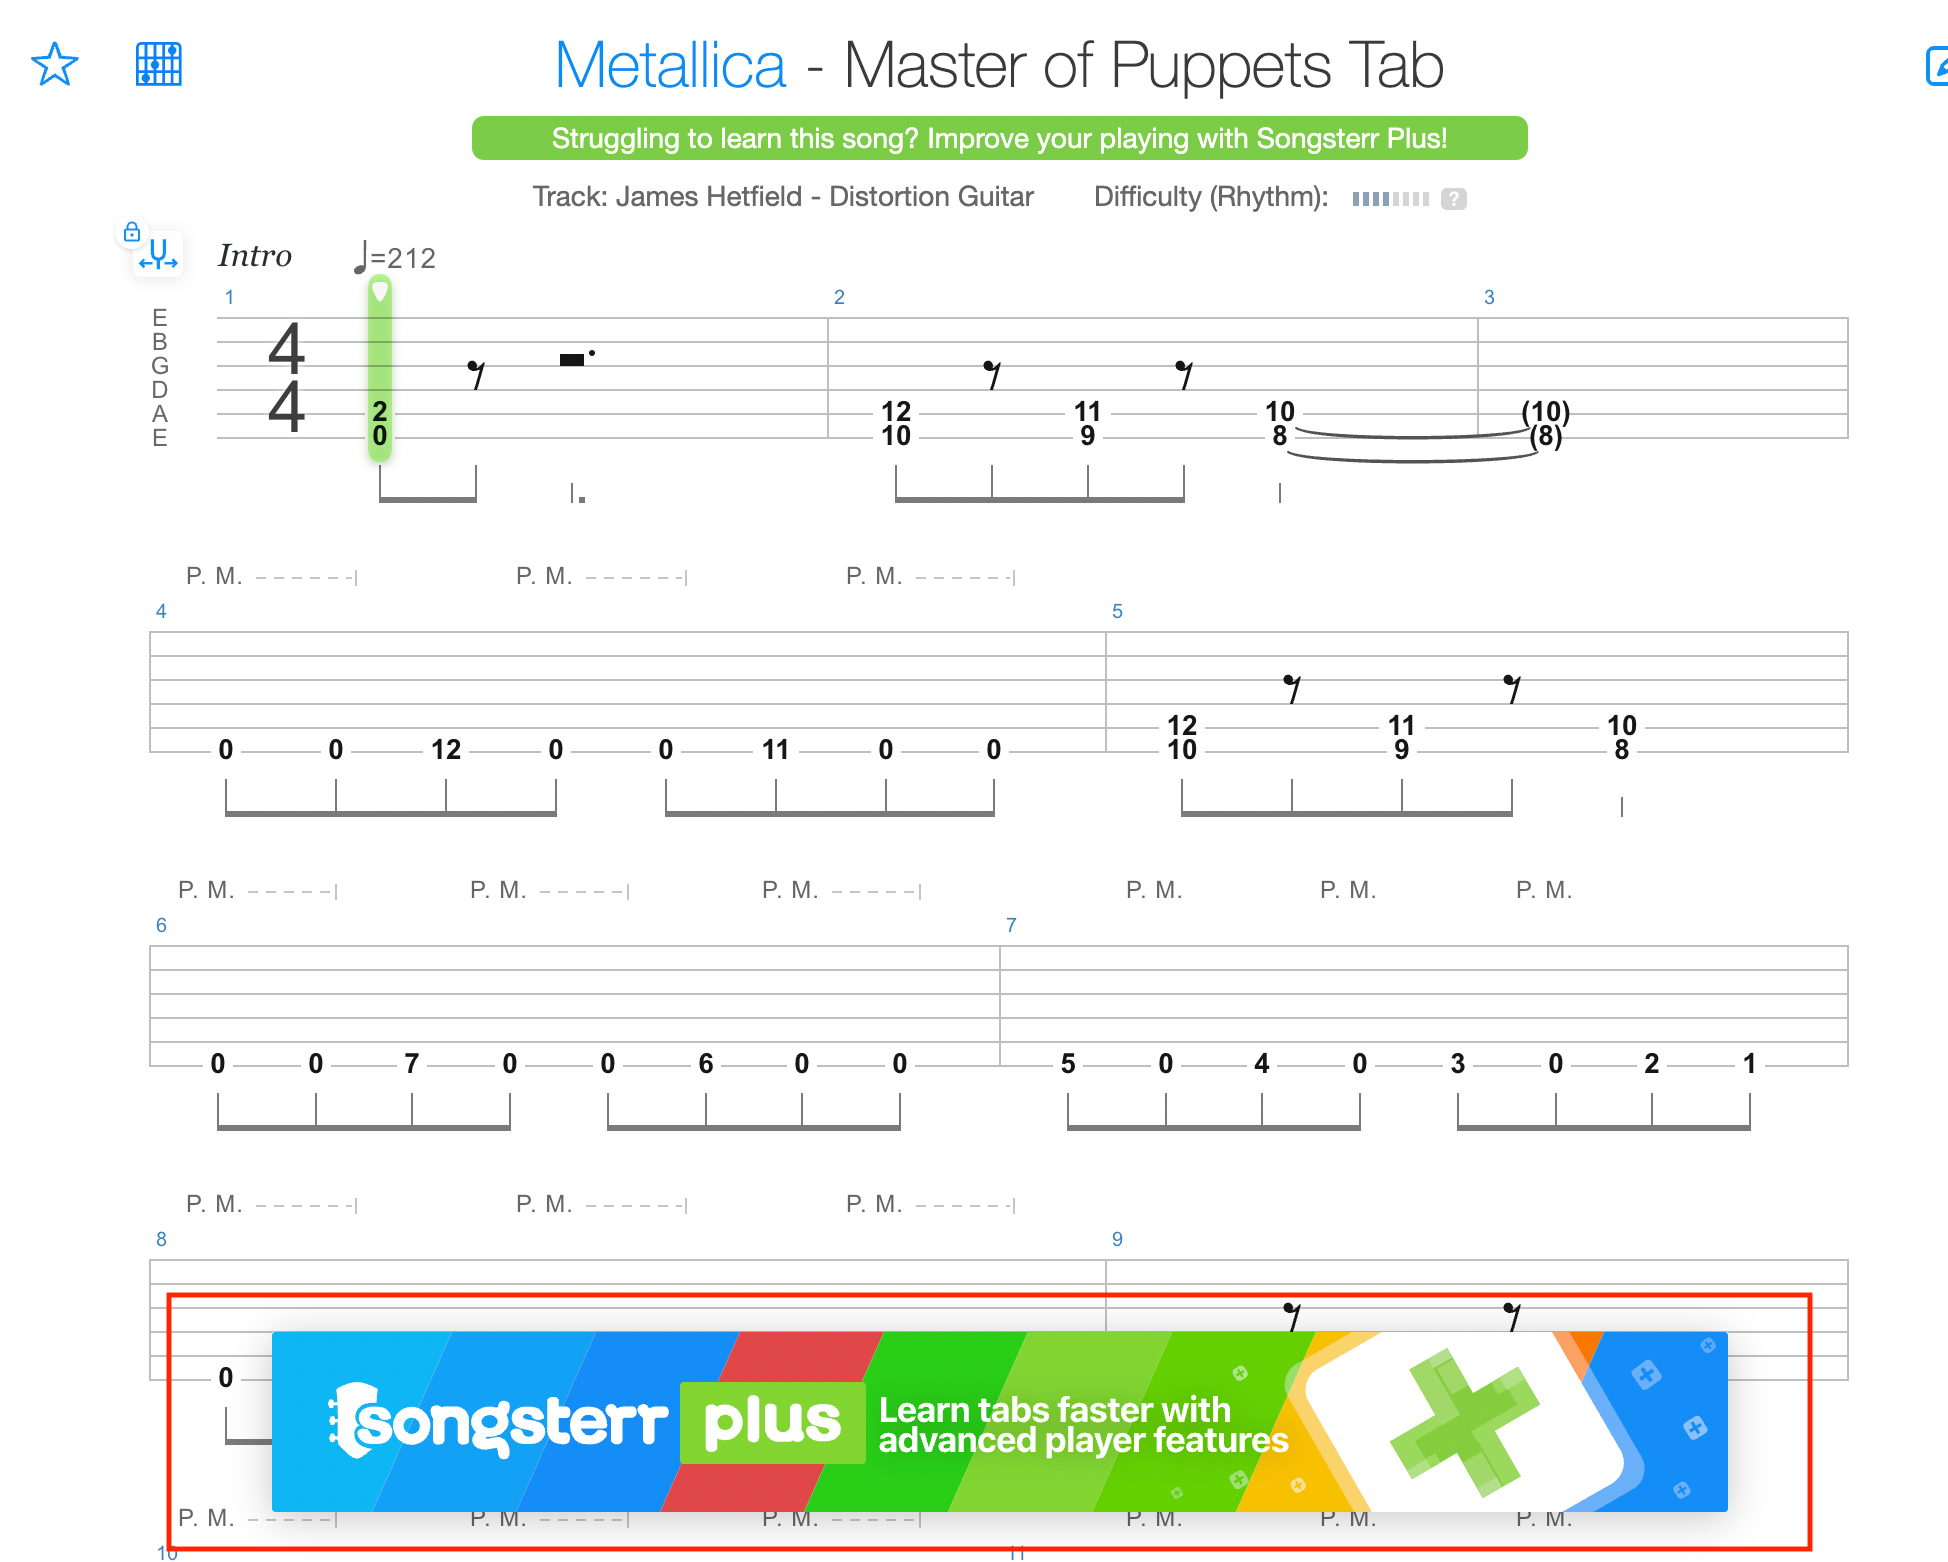 Metallica - Master of Puppets Tab
Struggling to learn this song? Improve your playing with Songsterr Plus!
Track: James Hetfield - Distortion Guitar Difficulty (Rhythm): ?
Intro =212
1 2 3
E
B
G
D
A
E
4
4
2 12 11 10 (10)
0 10 9 8 (8)
P. M. P. M. P. M.
4 5
12 11 10
0 0 12 0 0 11 0 0 10 9 8
P. M. P. M. P. M. P. M. P. M. P. M.
6 7
0 0 7 0 0 6 0 0 5 0 4 0 3 0 2 1
P. M. P. M. P. M.
8 9
0
songsterr plus Learn tabs faster with
advanced player features
P. M. P. M. P. M. P. M. P. M. P. M.
10 11